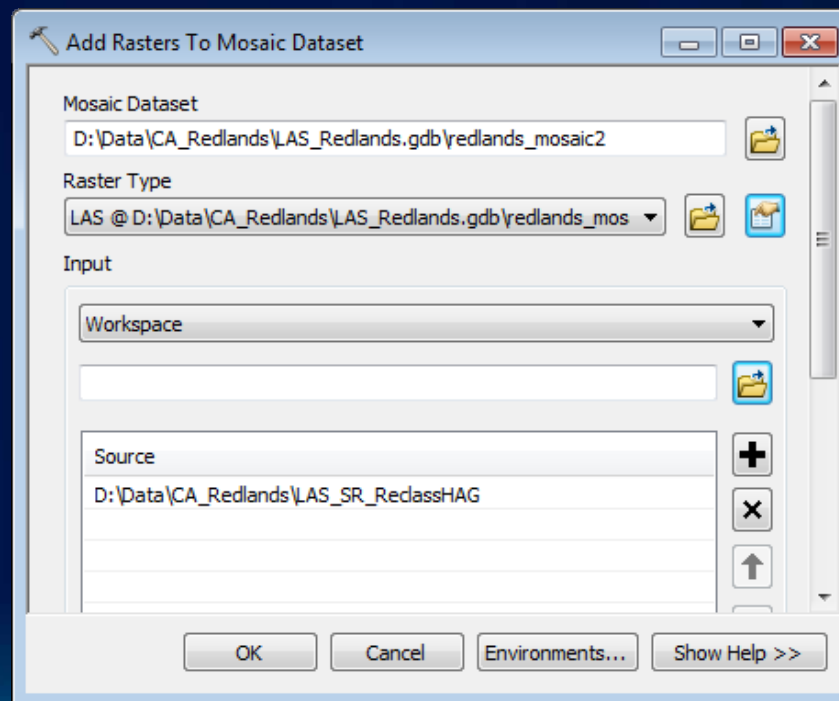 Add Rasters To Mosaic Dataset
Mosaic Dataset
D:\Data\CA_Redlands\LAS_Redlands.gdb\redlands_mosaic2
Raster Type
LAS @ D:\Data\CA_Redlands\LAS_Redlands.gdb\redlands_mos
Input
Workspace
Source
D:\Data\CA_Redlands\LAS_SR_ReclassHAG
OK Cancel Environments... Show Help >>